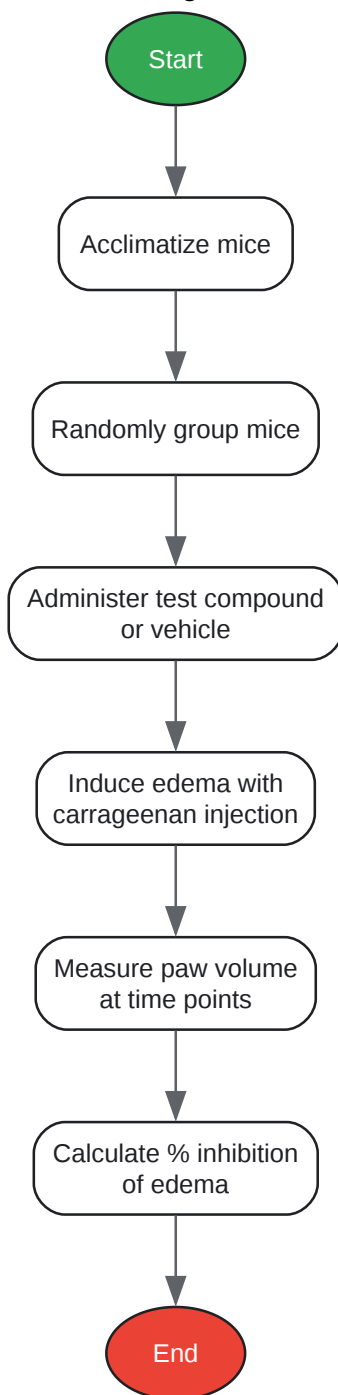 Start
Acclimatize mice
Randomly group mice
Administer test compound
or vehicle
Induce edema with
carrageenan injection
Measure paw volume
at time points
Calculate % inhibition
of edema
End